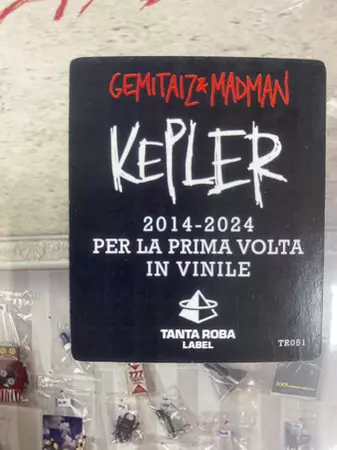 GEMITAIZ & MADMAN
KEPLER
2014-2024
PER LA PRIMA VOLTA
IN VINILE
TANTA ROBA
LABEL
TR051